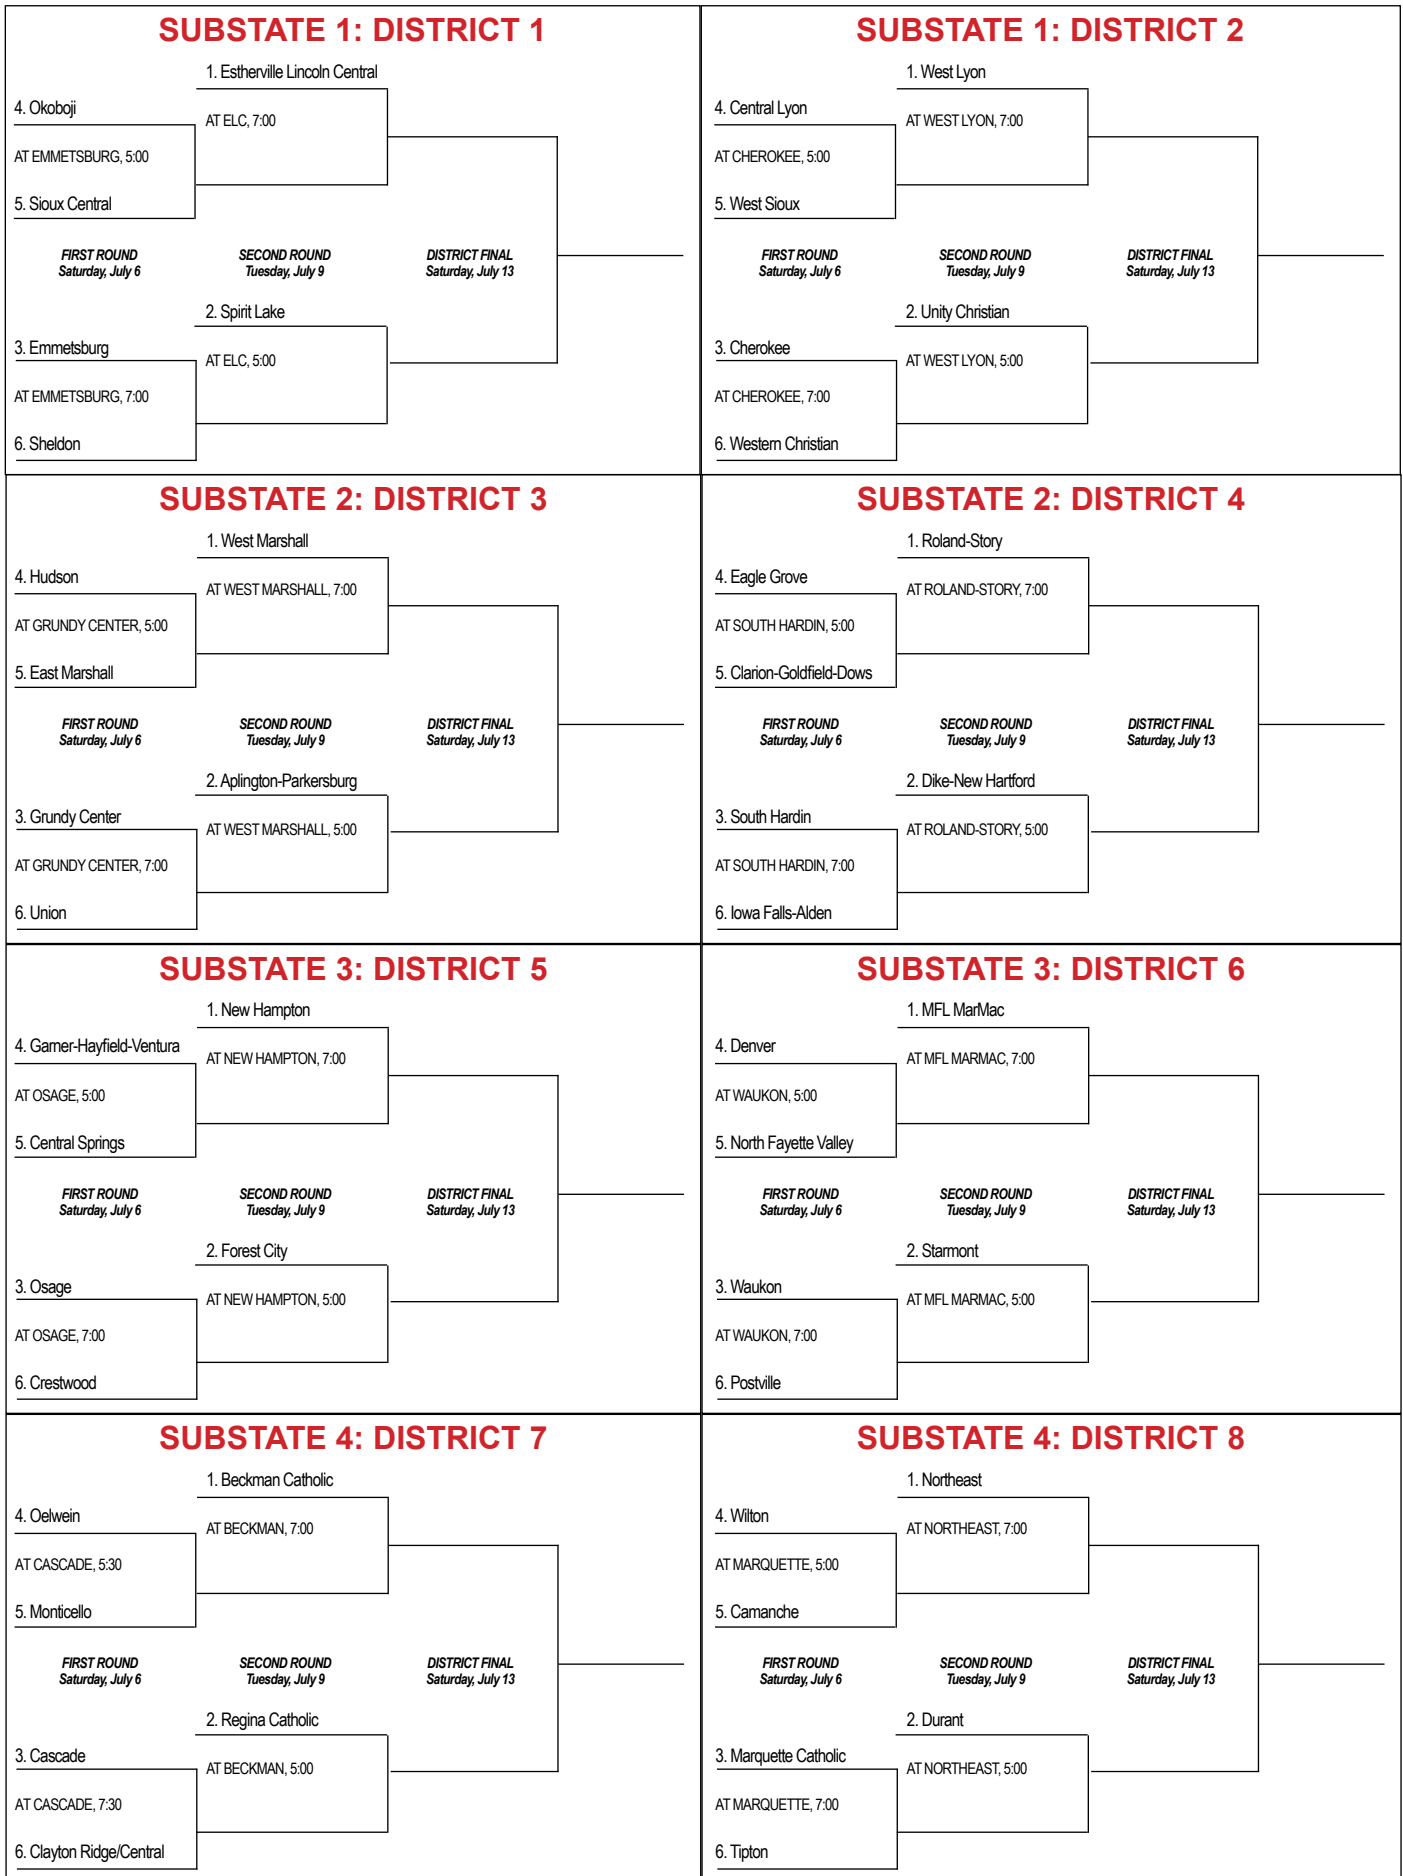 SUBSTATE 1: DISTRICT 1
1. Estherville Lincoln Central
4. Okoboji
AT ELC, 7:00
AT EMMETSBURG, 5:00
5. Sioux Central
FIRST ROUND
Saturday, July 6
SECOND ROUND
Tuesday, July 9
DISTRICT FINAL
Saturday, July 13
2. Spirit Lake
3. Emmetsburg
AT ELC, 5:00
AT EMMETSBURG, 7:00
6. Sheldon
SUBSTATE 1: DISTRICT 2
1. West Lyon
4. Central Lyon
AT WEST LYON, 7:00
AT CHEROKEE, 5:00
5. West Sioux
FIRST ROUND
Saturday, July 6
SECOND ROUND
Tuesday, July 9
DISTRICT FINAL
Saturday, July 13
2. Unity Christian
3. Cherokee
AT WEST LYON, 5:00
AT CHEROKEE, 7:00
6. Western Christian
SUBSTATE 2: DISTRICT 3
1. West Marshall
4. Hudson
AT WEST MARSHALL, 7:00
AT GRUNDY CENTER, 5:00
5. East Marshall
FIRST ROUND
Saturday, July 6
SECOND ROUND
Tuesday, July 9
DISTRICT FINAL
Saturday, July 13
2. Aplington-Parkersburg
3. Grundy Center
AT WEST MARSHALL, 5:00
AT GRUNDY CENTER, 7:00
6. Union
SUBSTATE 2: DISTRICT 4
1. Roland-Story
4. Eagle Grove
AT ROLAND-STORY, 7:00
AT SOUTH HARDIN, 5:00
5. Clarion-Goldfield-Dows
FIRST ROUND
Saturday, July 6
SECOND ROUND
Tuesday, July 9
DISTRICT FINAL
Saturday, July 13
2. Dike-New Hartford
3. South Hardin
AT ROLAND-STORY, 5:00
AT SOUTH HARDIN, 7:00
6. Iowa Falls-Alden
SUBSTATE 3: DISTRICT 5
1. New Hampton
4. Garner-Hayfield-Ventura
AT NEW HAMPTON, 7:00
AT OSAGE, 5:00
5. Central Springs
FIRST ROUND
Saturday, July 6
SECOND ROUND
Tuesday, July 9
DISTRICT FINAL
Saturday, July 13
2. Forest City
3. Osage
AT NEW HAMPTON, 5:00
AT OSAGE, 7:00
6. Crestwood
SUBSTATE 3: DISTRICT 6
1. MFL MarMac
4. Denver
AT MFL MARMAC, 7:00
AT WAUKON, 5:00
5. North Fayette Valley
FIRST ROUND
Saturday, July 6
SECOND ROUND
Tuesday, July 9
DISTRICT FINAL
Saturday, July 13
2. Starmont
3. Waukon
AT MFL MARMAC, 5:00
AT WAUKON, 7:00
6. Postville
SUBSTATE 4: DISTRICT 7
1. Beckman Catholic
4. Oelwein
AT BECKMAN, 7:00
AT CASCADE, 5:30
5. Monticello
FIRST ROUND
Saturday, July 6
SECOND ROUND
Tuesday, July 9
DISTRICT FINAL
Saturday, July 13
2. Regina Catholic
3. Cascade
AT BECKMAN, 5:00
AT CASCADE, 7:30
6. Clayton Ridge/Central
SUBSTATE 4: DISTRICT 8
1. Northeast
4. Wilton
AT NORTHEAST, 7:00
AT MARQUETTE, 5:00
5. Camanche
FIRST ROUND
Saturday, July 6
SECOND ROUND
Tuesday, July 9
DISTRICT FINAL
Saturday, July 13
2. Durant
3. Marquette Catholic
AT NORTHEAST, 5:00
AT MARQUETTE, 7:00
6. Tipton